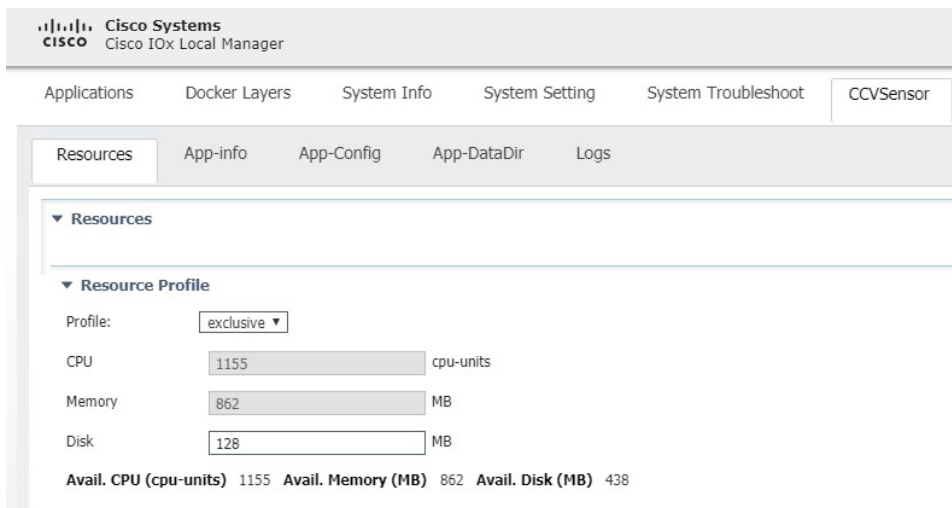 Cisco Systems
CISCO Cisco IOx Local Manager
Applications Docker Layers System Info System Setting System Troubleshoot CCVSensor
Resources App-info App-Config App-DataDir Logs
Resources
Resource Profile
Profile: exclusive
CPU 1155 cpu-units
Memory 862 MB
Disk 128 MB
Avail. CPU (cpu-units) 1155 Avail. Memory (MB) 862 Avail. Disk (MB) 438